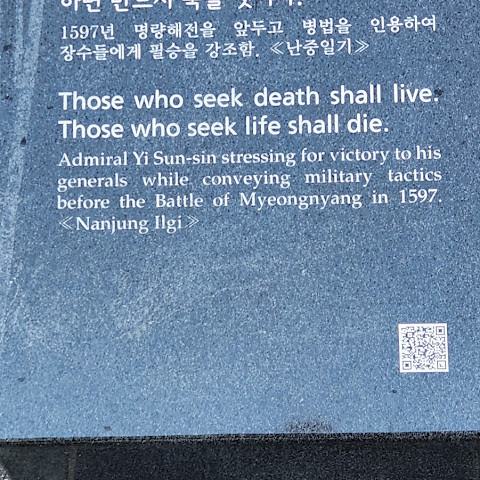 1597년 명량해전을 앞두고 병법을 인용하여
장수들에게 필승을 강조함. ≪난중일기≫
Those who seek death shall live.
Those who seek life shall die.
Admiral Yi Sun-sin stressing for victory to his
generals while conveying military tactics
before the Battle of Myeongnyang in 1597.
≪Nanjung Ilgi≫